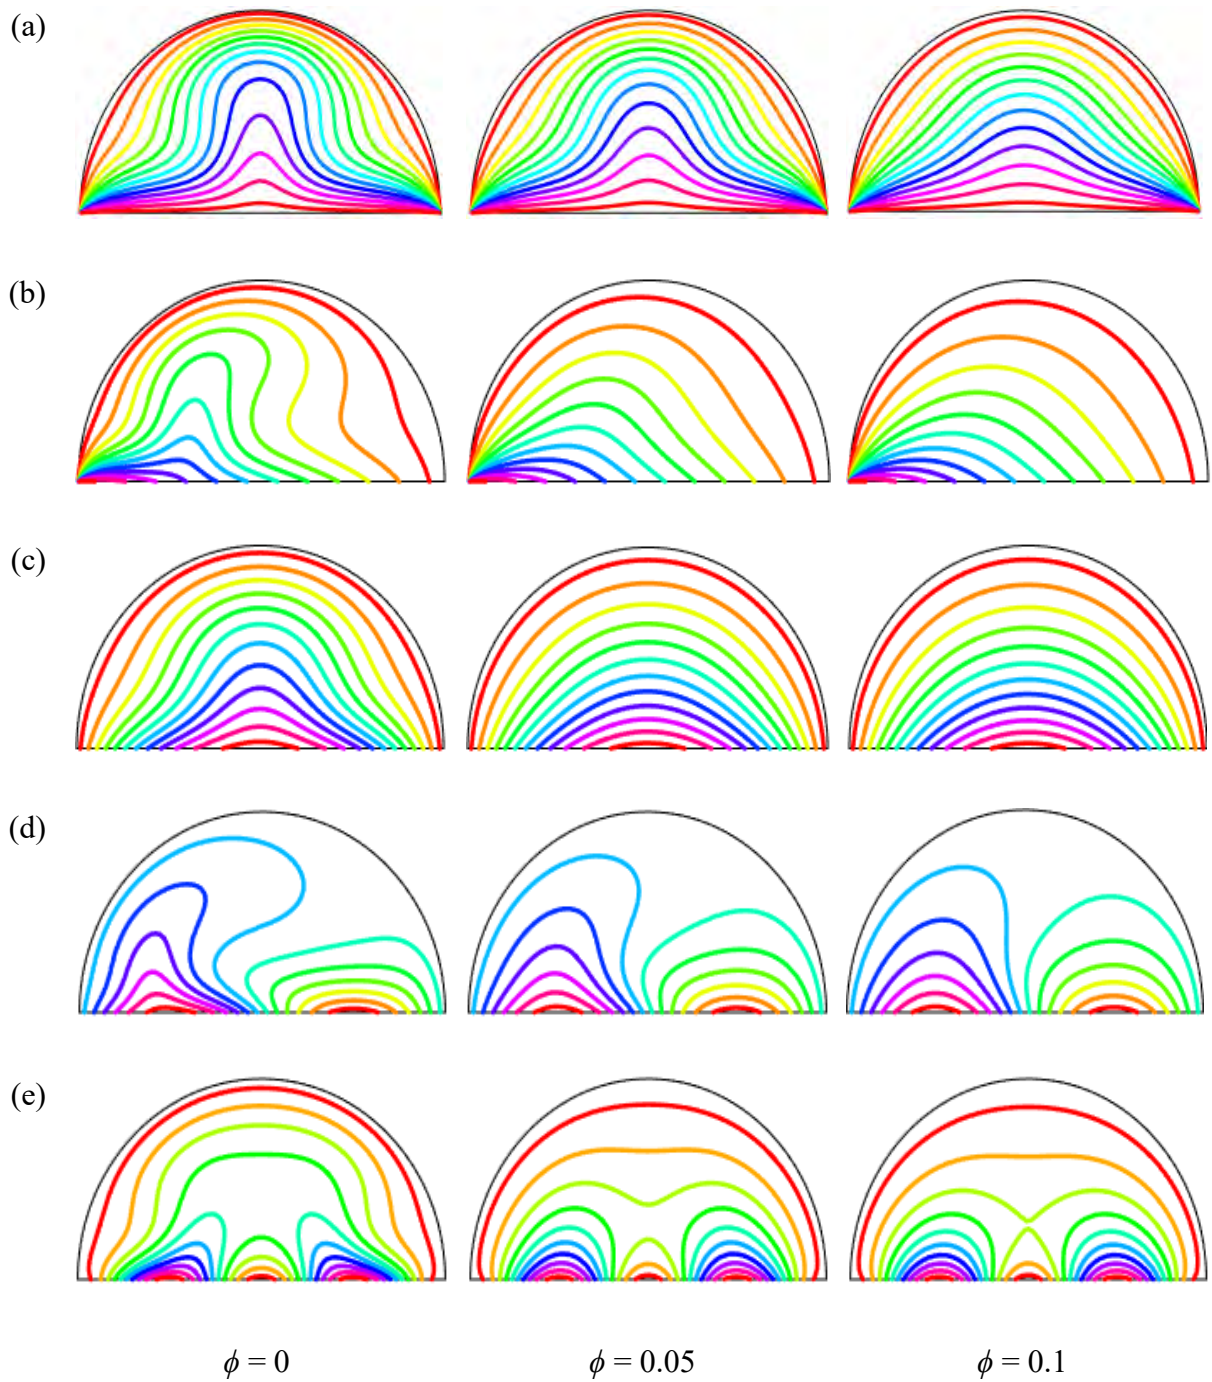 (a)
(b)
(c)
(d)
(e)
ϕ = 0 ϕ = 0.05 ϕ = 0.1